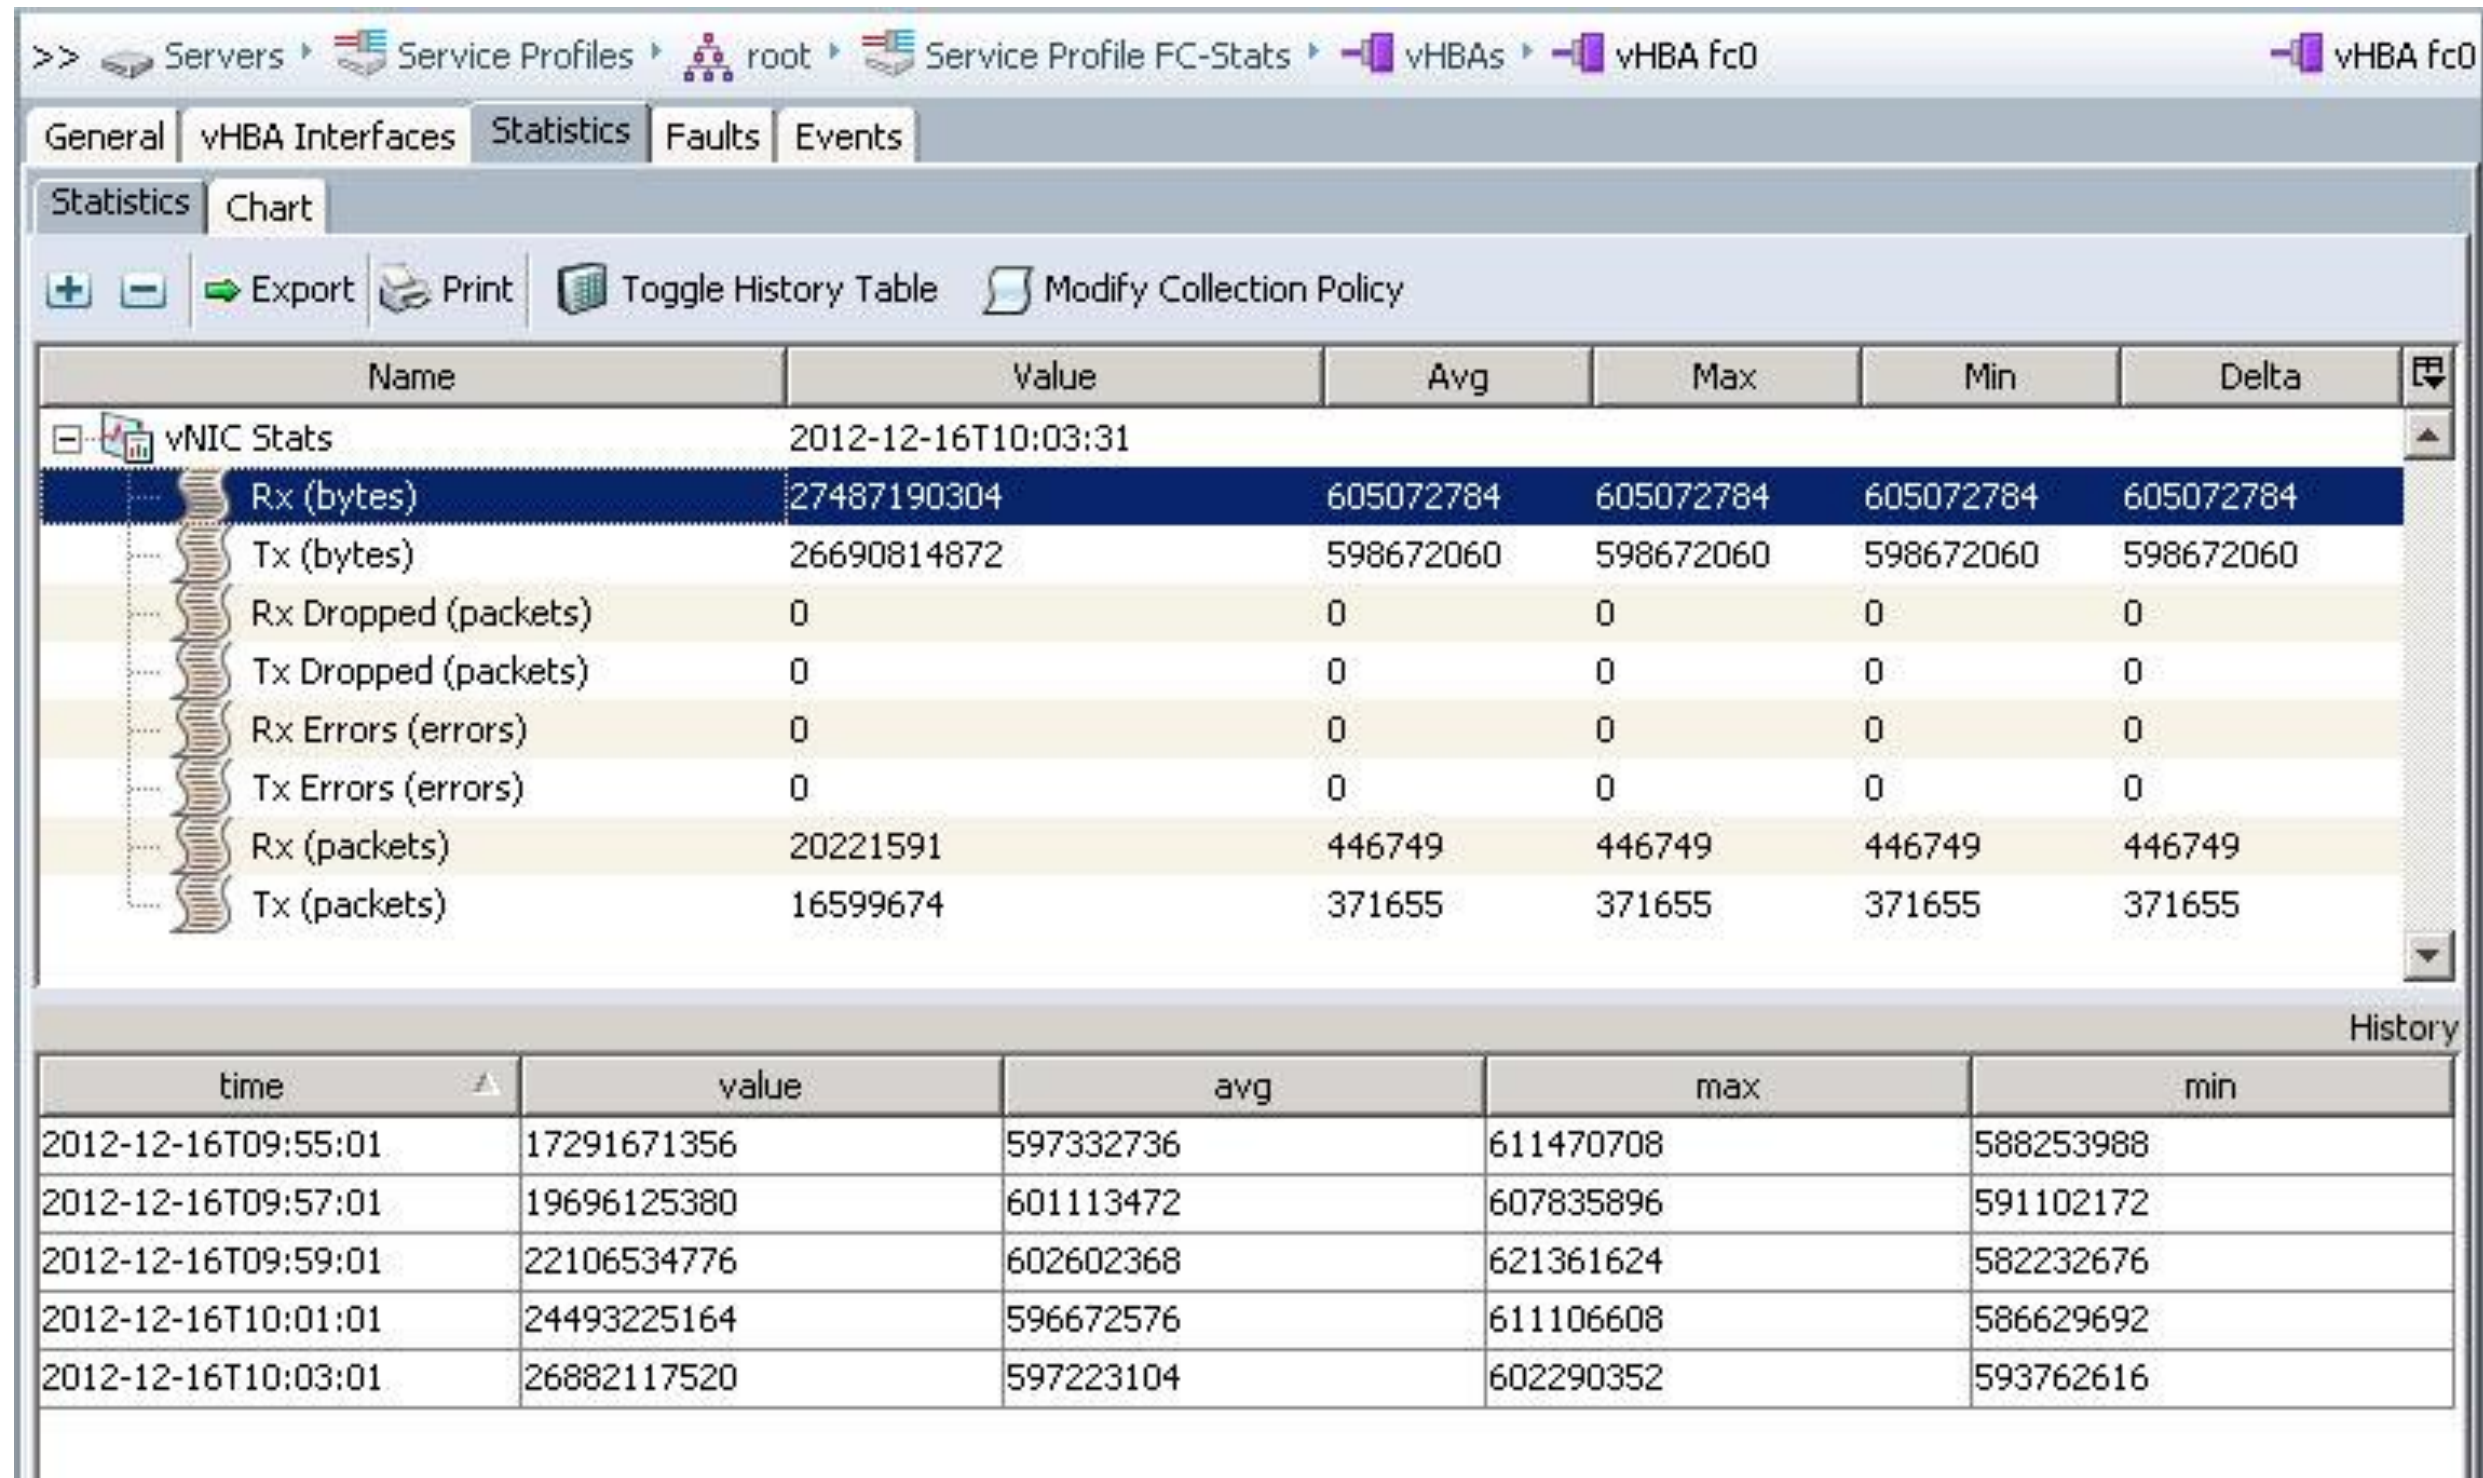 >> Servers Service Profiles root Service Profile FC-Stats vHBAs vHBA fc0 vHBA fc0
General vHBA Interfaces Statistics Faults Events
Statistics Chart
Export Print Toggle History Table Modify Collection Policy
Name Value Avg Max Min Delta
vNIC Stats 2012-12-16T10:03:31
Rx (bytes) 27487190304 605072784 605072784 605072784 605072784
Tx (bytes) 26690814872 598672060 598672060 598672060 598672060
Rx Dropped (packets) 0 0 0 0 0
Tx Dropped (packets) 0 0 0 0 0
Rx Errors (errors) 0 0 0 0 0
Tx Errors (errors) 0 0 0 0 0
Rx (packets) 20221591 446749 446749 446749 446749
Tx (packets) 16599674 371655 371655 371655 371655
History
time value avg max min
2012-12-16T09:55:01 17291671356 597332736 611470708 588253988
2012-12-16T09:57:01 19696125380 601113472 607835896 591102172
2012-12-16T09:59:01 22106534776 602602368 621361624 582232676
2012-12-16T10:01:01 24493225164 596672576 611106608 586629692
2012-12-16T10:03:01 26882117520 597223104 602290352 593762616